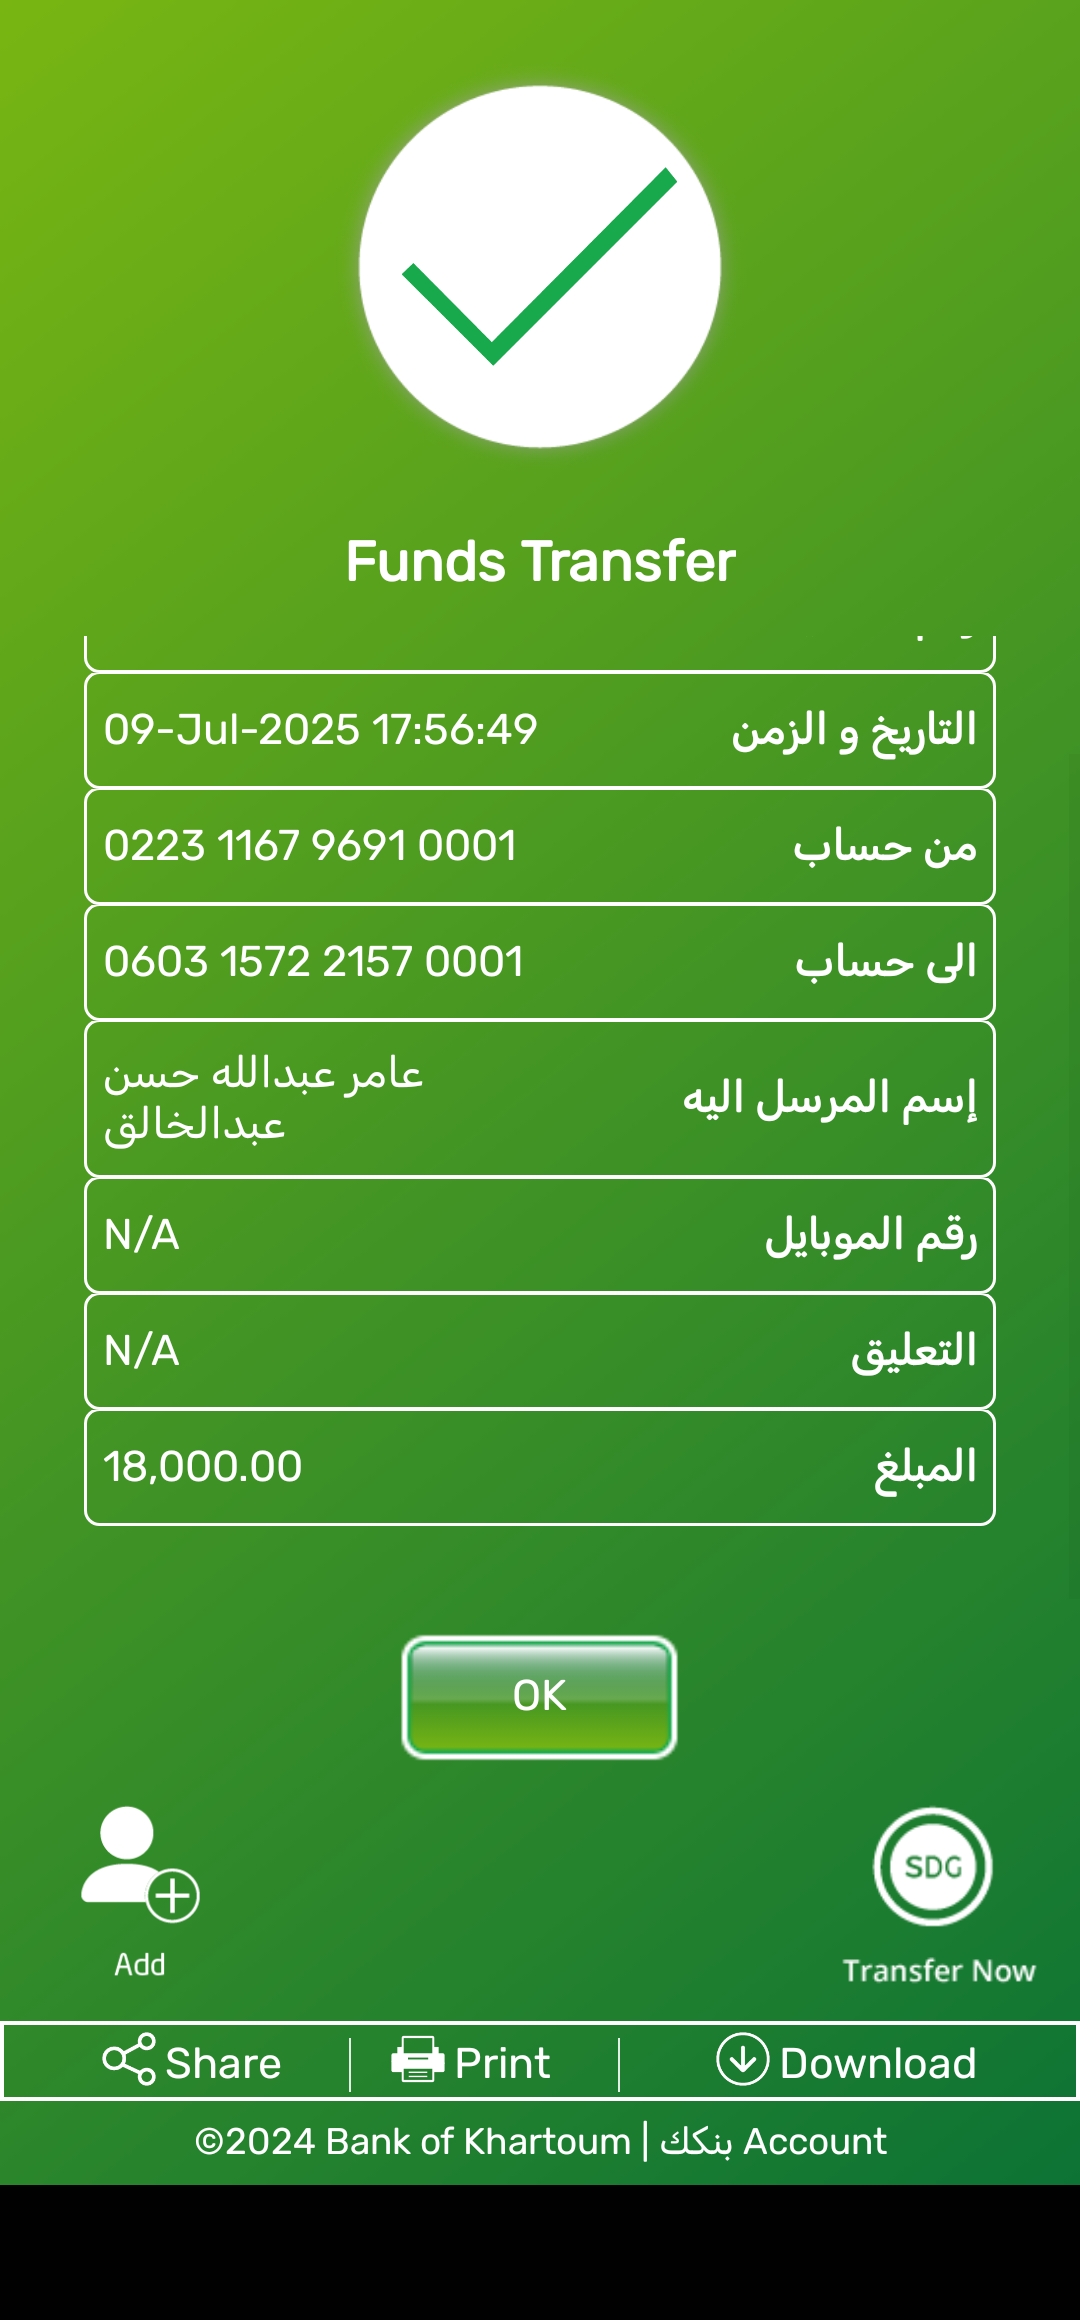 Funds Transfer
التاريخ و الزمن 09-Jul-2025 17:56:49
من حساب 0223 1167 9691 0001
الى حساب 0603 1572 2157 0001
إسم المرسل اليه عامر عبدالله حسن
عبدالخالق
رقم الموبايل N/A
التعليق N/A
المبلغ 18,000.00
OK
SDG
Add
Transfer Now
Share Print Download
©2024 Bank of Khartoum | بنكك Account